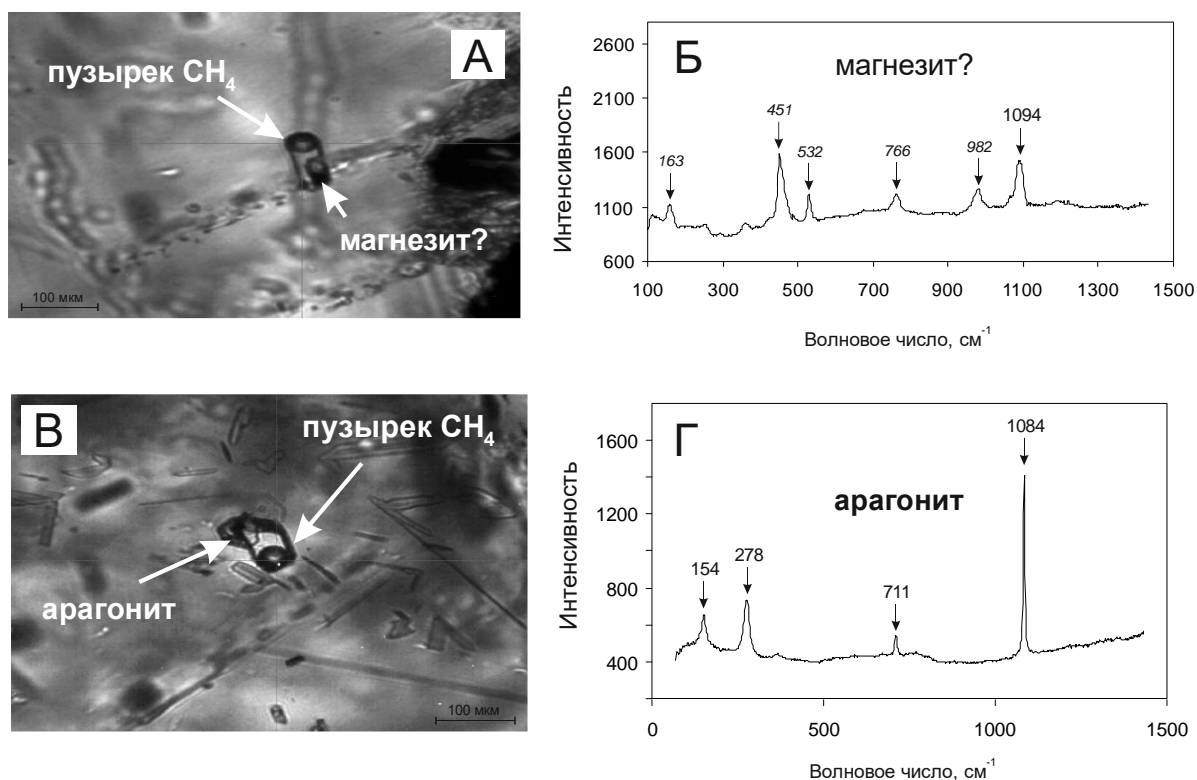 А
пузырек CH4
магнезит?
100 мкм
Б
магнезит?
Интенсивность
2600
2100
1600
1100
600
163
451
532
766
982
1094
100 300 500 700 900 1100 1300 1500
Волновое число, см-1
В
пузырек CH4
арагонит
100 мкм
Г
арагонит
Интенсивность
1600
1200
800
400
154
278
711
1084
0 500 1000 1500
Волновое число, см-1